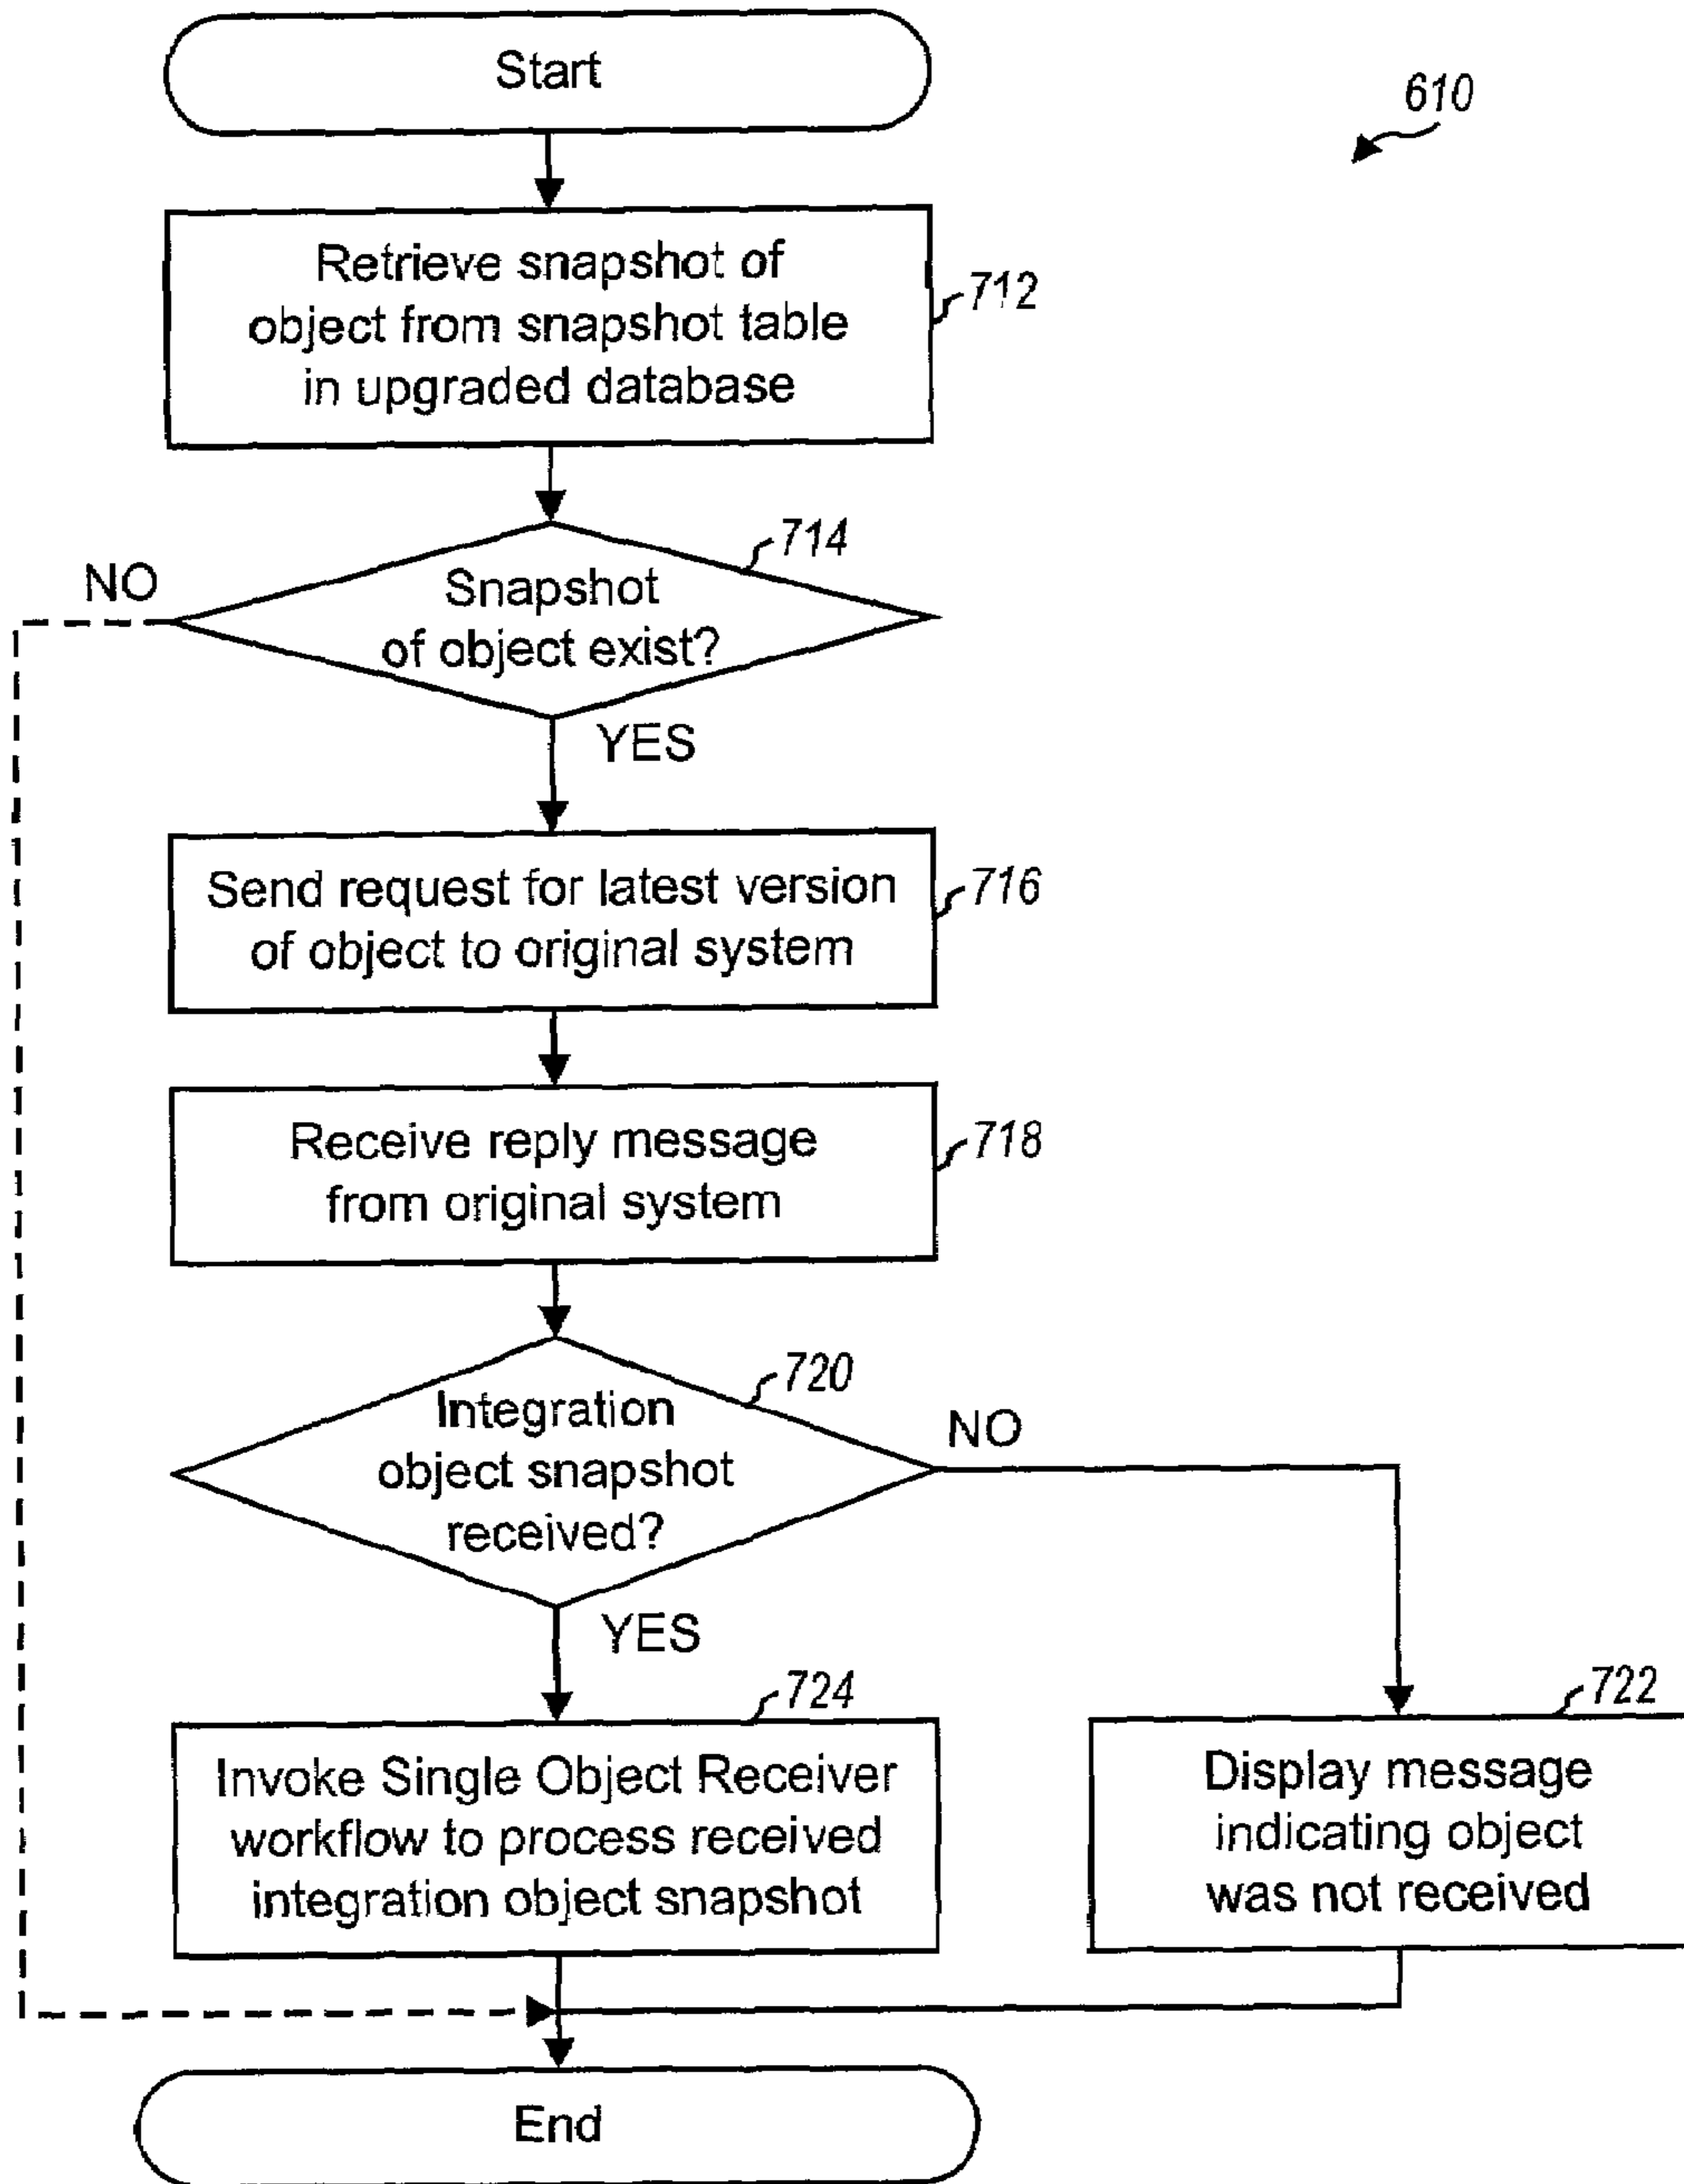 Start
610
Retrieve snapshot of
object from snapshot table
in upgraded database
712
714
NO
Snapshot
of object exist?
YES
Send request for latest version
of object to original system
716
Receive reply message
from original system
718
720
Integration
object snapshot
received?
NO
YES
724
Invoke Single Object Receiver
workflow to process received
integration object snapshot
722
Display message
indicating object
was not received
End